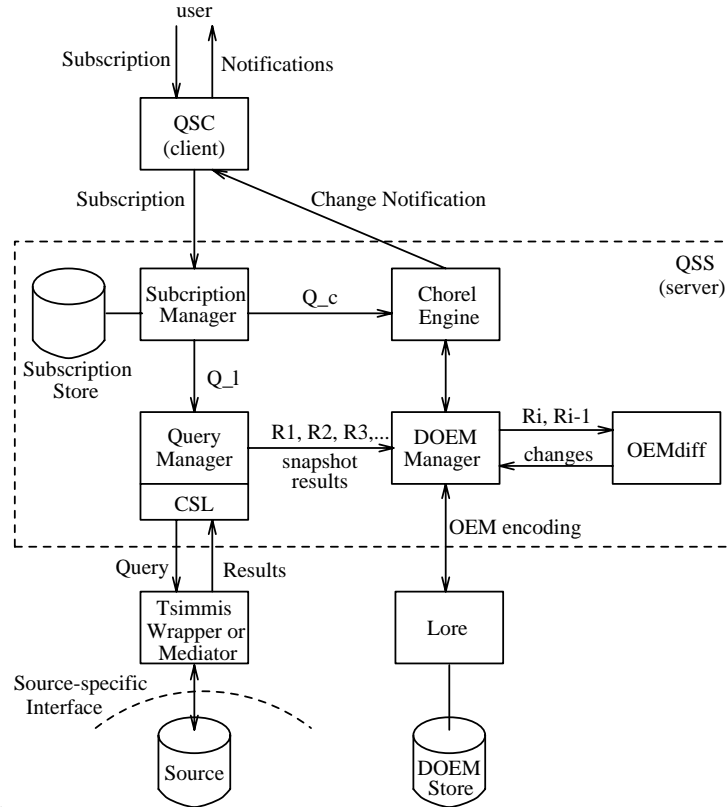 user
Subscription
Notifications
QSC
(client)
Subscription
Change Notification
QSS
(server)
Subcription
Manager
Q_c
Chorel
Engine
Subscription
Store
Q_l
Query
Manager
R1, R2, R3,...
snapshot
results
DOEM
Manager
Ri, Ri-1
changes
OEMdiff
CSL
OEM encoding
Query
Results
Tsimmis
Wrapper or
Mediator
Lore
Source-specific
Interface
Source
DOEM
Store